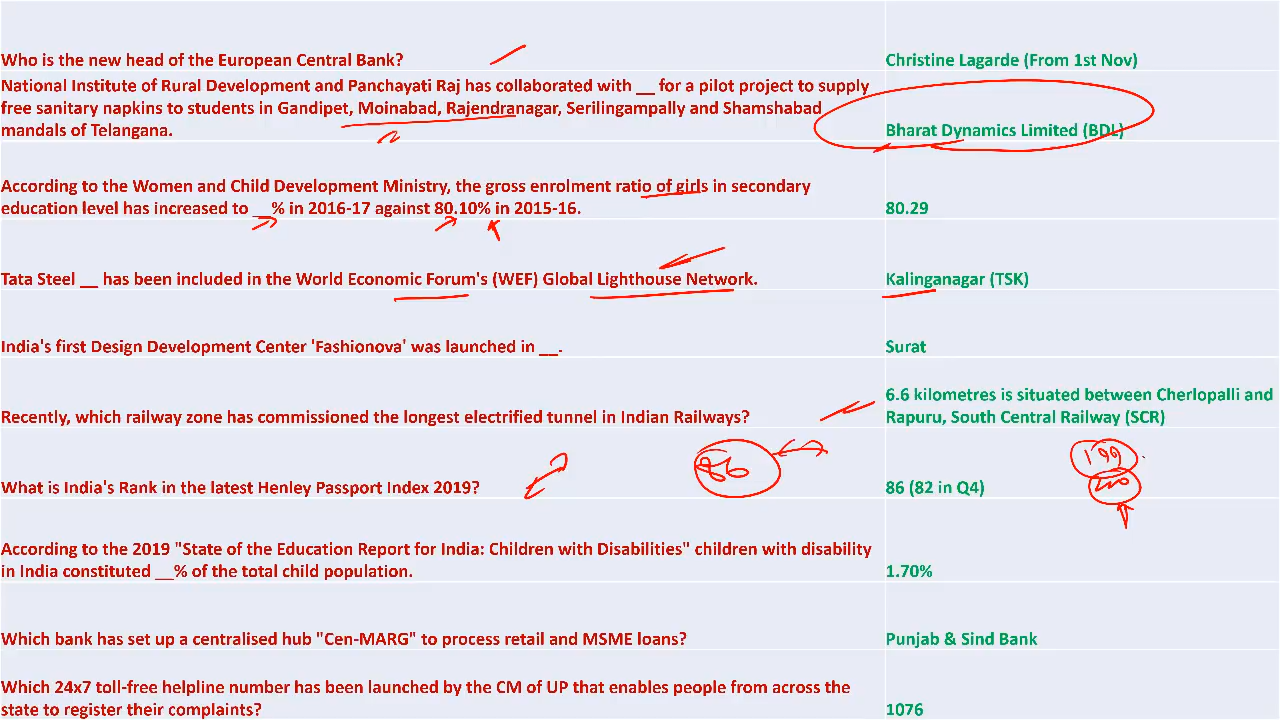 Who is the new head of the European Central Bank?
Christine Lagarde (From 1st Nov)
National Institute of Rural Development and Panchayati Raj has collaborated with __ for a pilot project to supply
free sanitary napkins to students in Gandipet, Moinabad, Rajendranagar, Serilingampally and Shamshabad
mandals of Telangana.
Bharat Dynamics Limited (BDL)
According to the Women and Child Development Ministry, the gross enrolment ratio of girls in secondary
education level has increased to __% in 2016-17 against 80.10% in 2015-16.
80.29
Tata Steel __ has been included in the World Economic Forum's (WEF) Global Lighthouse Network.
Kalinganagar (TSK)
India's first Design Development Center 'Fashionova' was launched in __.
Surat
Recently, which railway zone has commissioned the longest electrified tunnel in Indian Railways?
6.6 kilometres is situated between Cherlopalli and
Rapuru, South Central Railway (SCR)
What is India's Rank in the latest Henley Passport Index 2019?
86
86 (82 in Q4)
199
According to the 2019 "State of the Education Report for India: Children with Disabilities" children with disability
in India constituted __% of the total child population.
1.70%
Which bank has set up a centralised hub "Cen-MARG" to process retail and MSME loans?
Punjab & Sind Bank
Which 24x7 toll-free helpline number has been launched by the CM of UP that enables people from across the
state to register their complaints?
1076